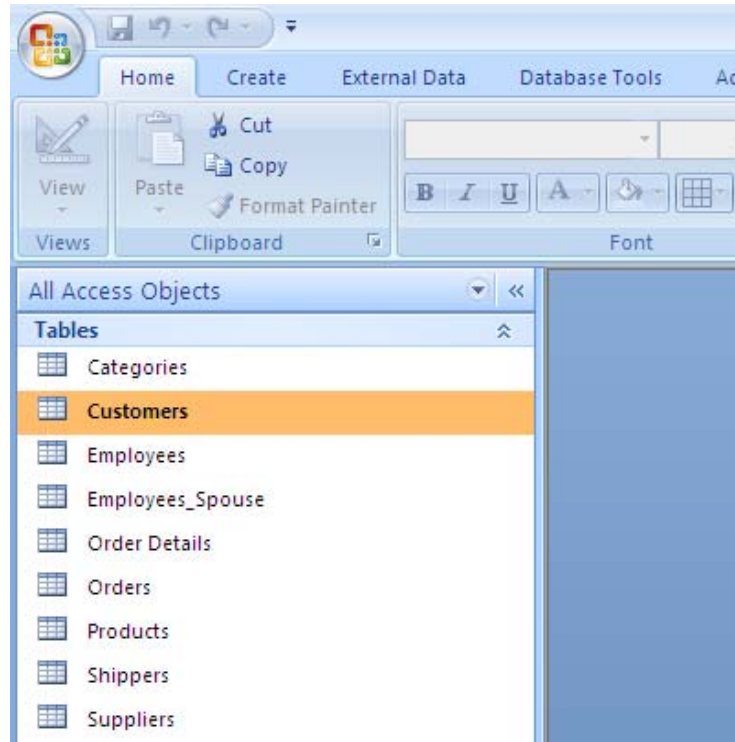 Home Create External Data Database Tools
View
Paste
Cut
Copy
Format Painter
B I U A
Views Clipboard Font
All Access Objects
Tables
Categories
Customers
Employees
Employees_Spouse
Order Details
Orders
Products
Shippers
Suppliers